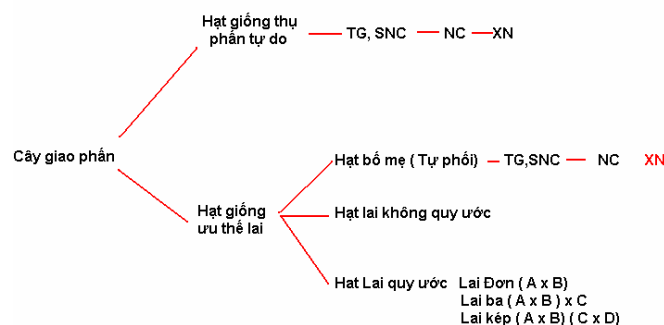 Hạt giống thụ
phấn tự do
TG, SNC
NC
XN
Cây giao phấn
Hạt bố mẹ ( Tự phối)
TG,SNC
NC
XN
Hạt giống
ưu thế lai
Hạt lai không quy ước
Hat Lai quy ước Lai Đơn ( A x B)
Lai ba ( A x B ) x C
Lai kép ( A x B) ( C x D)